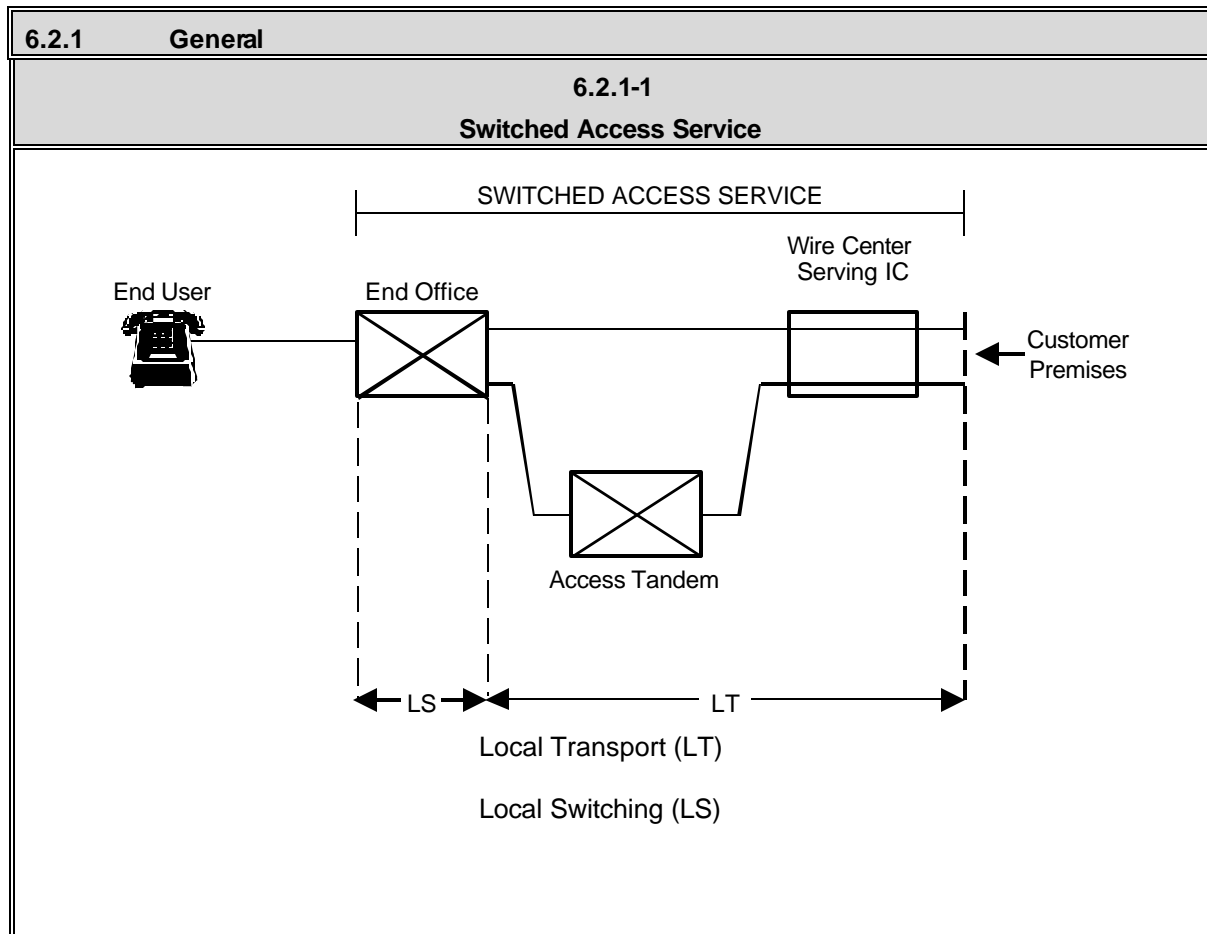 6.2.1 General
6.2.1-1
Switched Access Service
SWITCHED ACCESS SERVICE
Wire Center
Serving IC
End User
End Office
Customer
Premises
Access Tandem
LS
LT
Local Transport (LT)
Local Switching (LS)